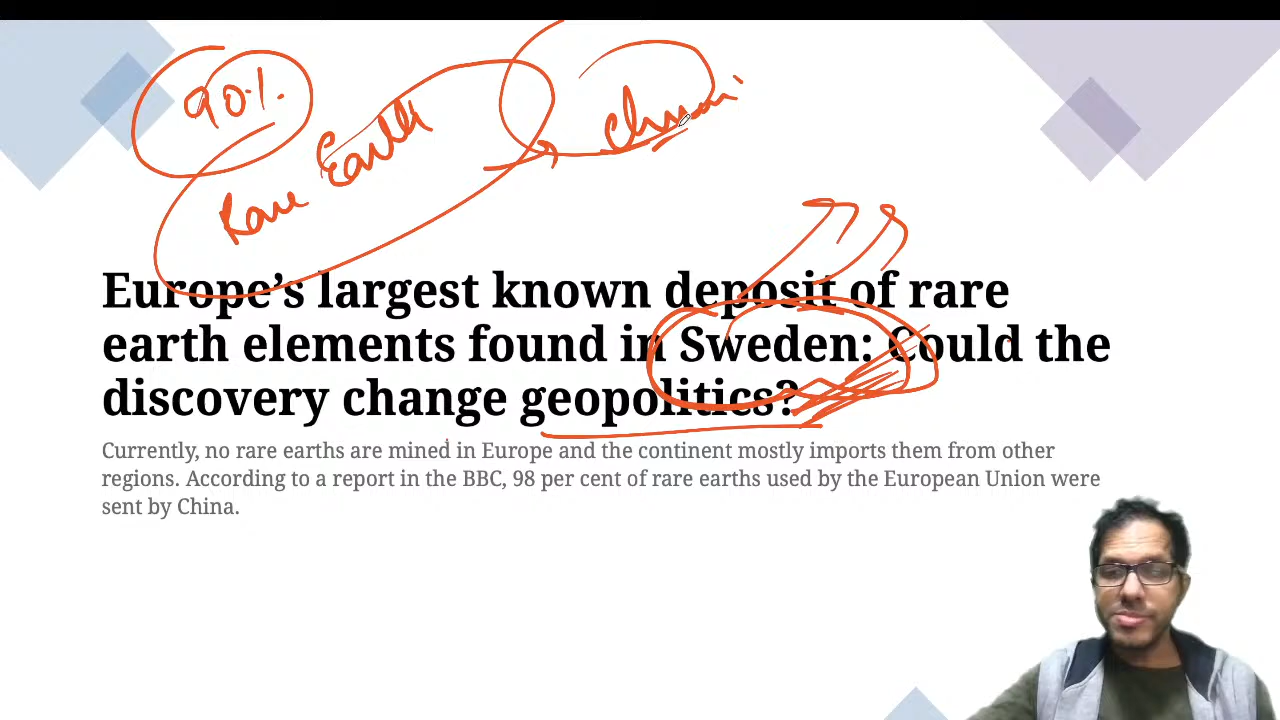 90%.
Rare Earth
Europe’s largest known deposit of rare
earth elements found in Sweden: Could the
discovery change geopolitics?
Currently, no rare earths are mined in Europe and the continent mostly imports them from other
regions. According to a report in the BBC, 98 per cent of rare earths used by the European Union were
sent by China.